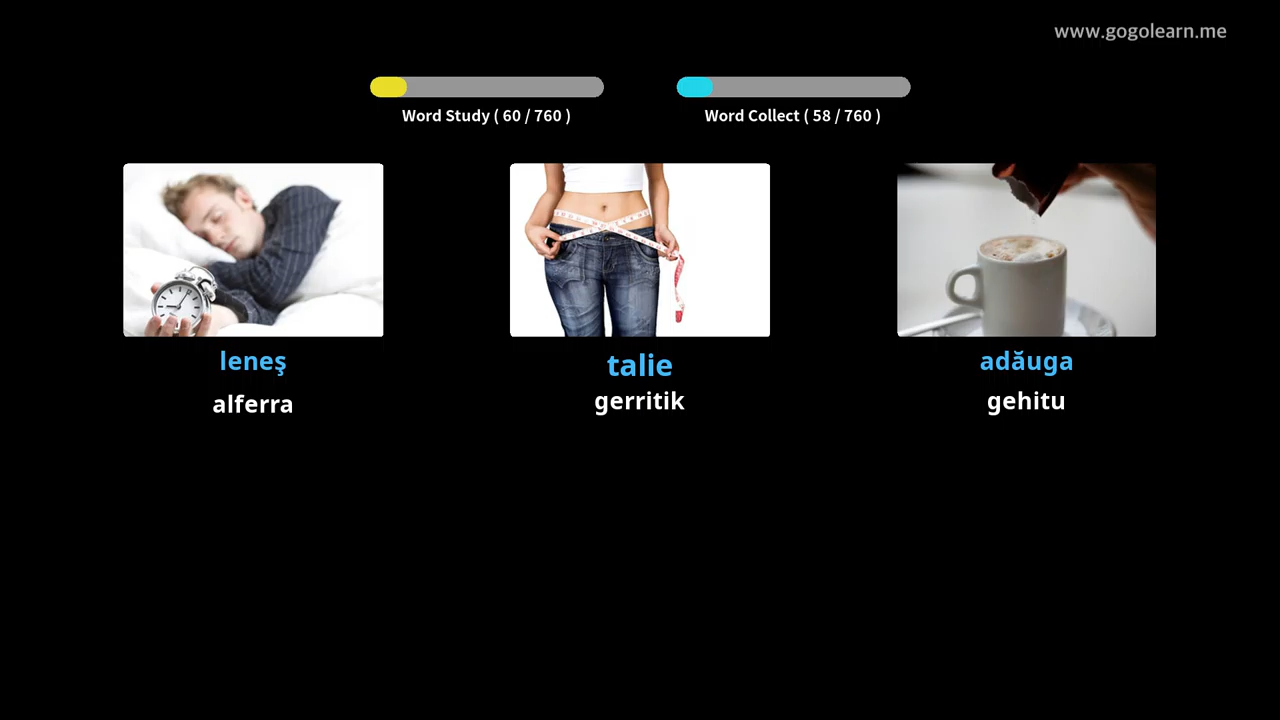 www.gogolearn.me
Word Study ( 60 / 760 )
Word Collect ( 58 / 760 )
leneş
talie
adăuga
alferra
gerritik
gehitu